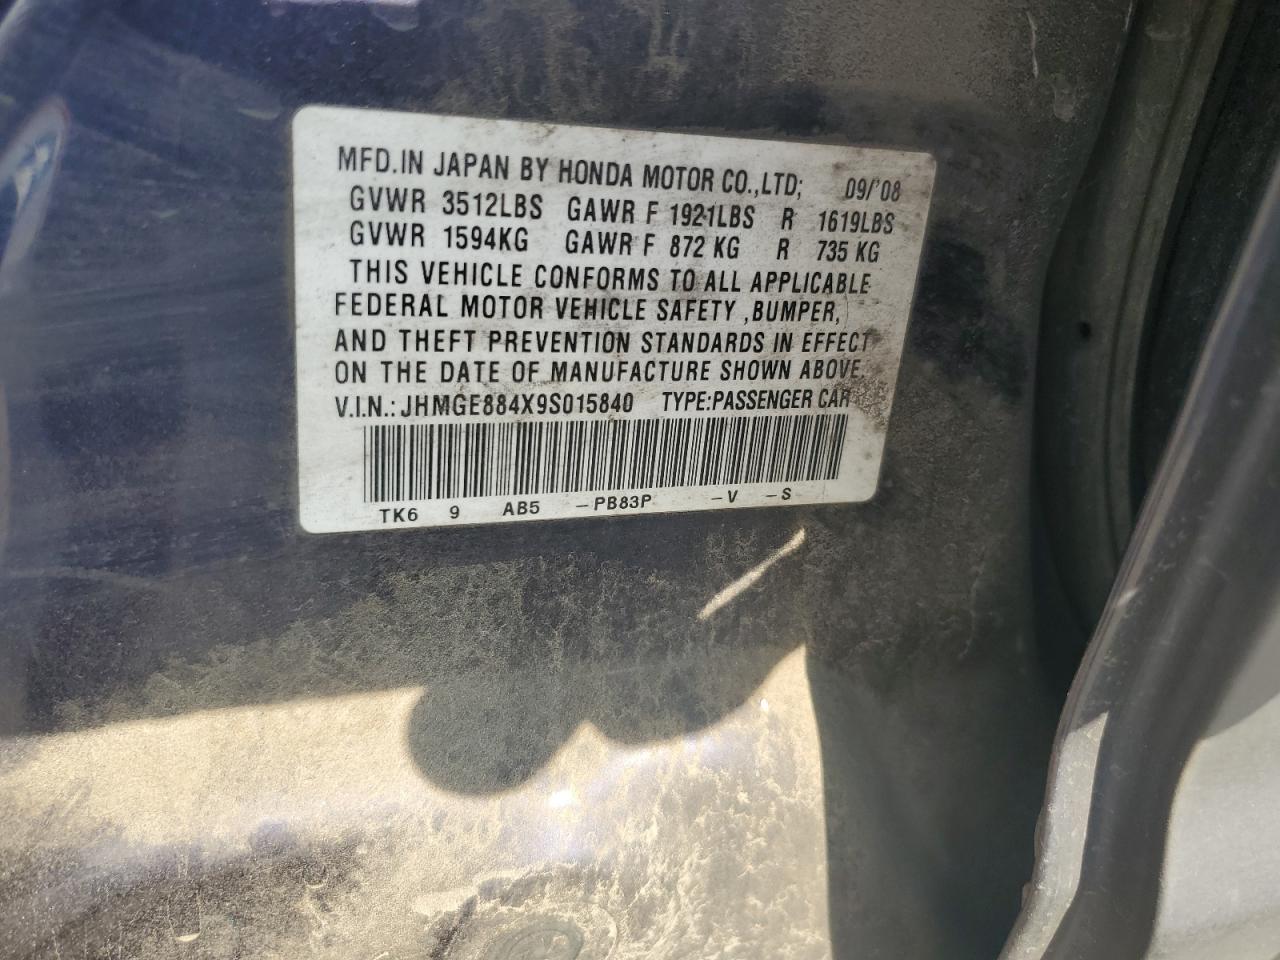 MFD.IN JAPAN BY HONDA MOTOR CO.,LTD; 09/'08
GVWR 3512LBS GAWR F 1921LBS R 1619LBS
GVWR 1594KG GAWR F 872 KG R 735 KG
THIS VEHICLE CONFORMS TO ALL APPLICABLE
FEDERAL MOTOR VEHICLE SAFETY ,BUMPER,
AND THEFT PREVENTION STANDARDS IN EFFECT
ON THE DATE OF MANUFACTURE SHOWN ABOVE.
V.I.N.: JHMGE884X9S015840 TYPE:PASSENGER CAR
TK6 9 AB5 -PB83P -V -S